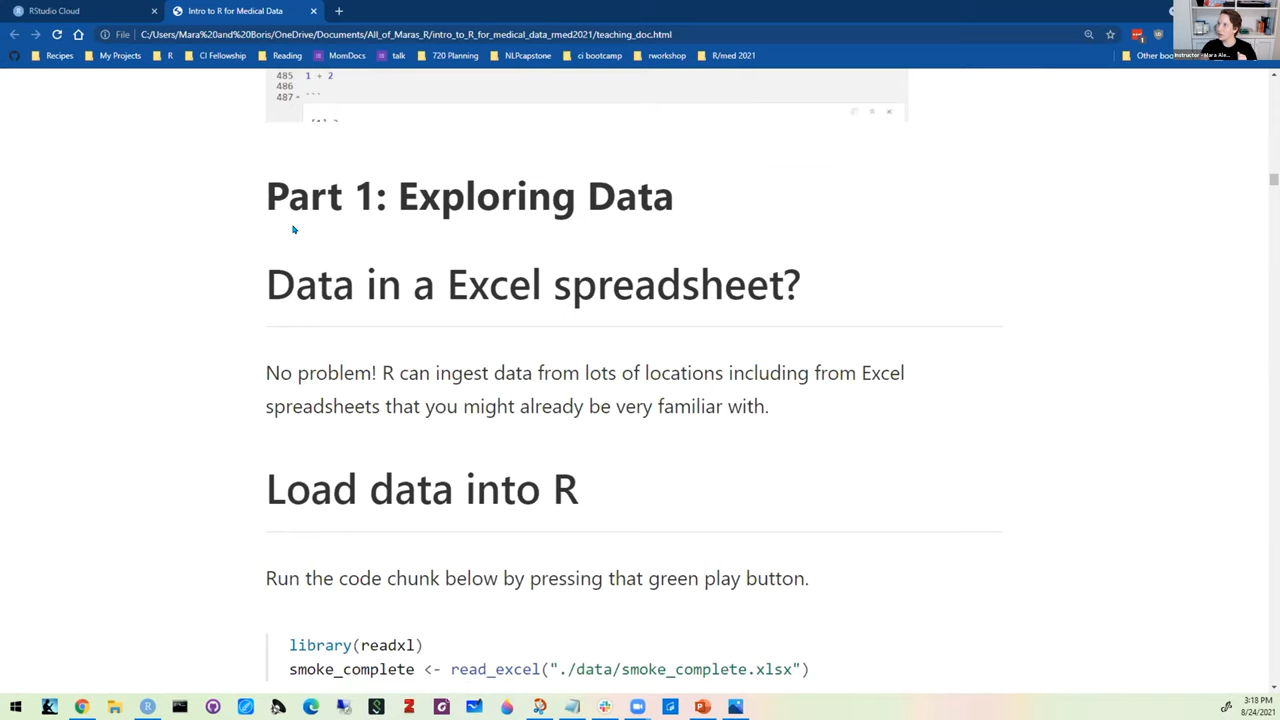 RStudio Cloud
Intro to R for Medical Data
File
C:/Users/Mara%20and%20Boris/OneDrive/Documents/All_of_Maras_R/intro_to_R_for_medical_data_rmed2021/teaching_doc.html
Recipes
My Projects
R
CI Fellowship
Reading
MomDocs
talk
720 Planning
NLPcapstone
ci bootcamp
rworkshop
R/med 2021
Other boo
Instructor - Mara Ale...
485 1 + 2
486
487 ```
Part 1: Exploring Data
Data in a Excel spreadsheet?
No problem! R can ingest data from lots of locations including from Excel
spreadsheets that you might already be very familiar with.
Load data into R
Run the code chunk below by pressing that green play button.
library(readxl)
smoke_complete <- read_excel("./data/smoke_complete.xlsx")
3:18 PM
8/24/2021